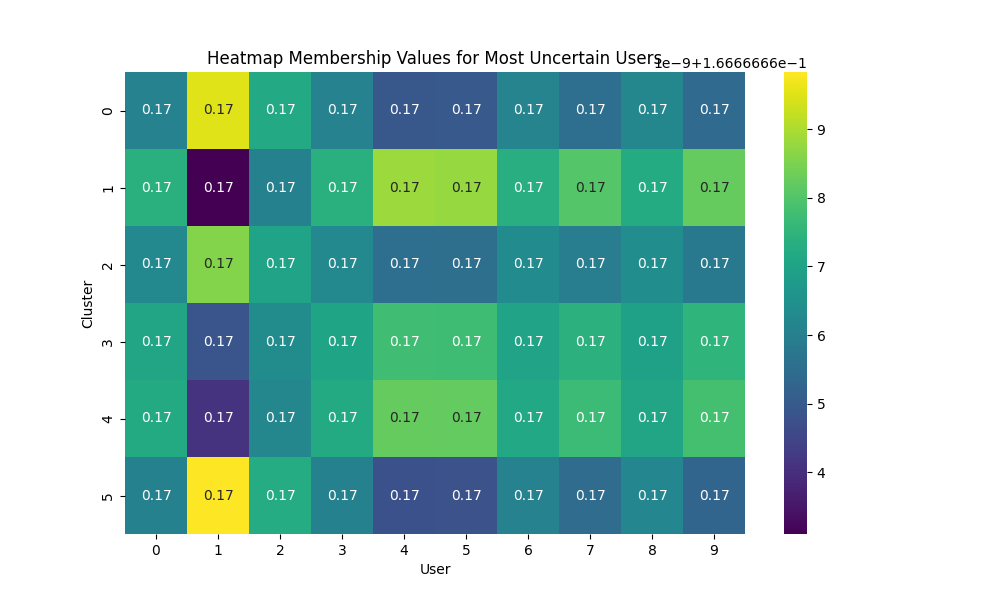 Heatmap Membership Values for Most Uncertain Users
1e−9+1.6666666e−1
0 0.17 0.17 0.17 0.17 0.17 0.17 0.17 0.17 0.17 0.17
1 0.17 0.17 0.17 0.17 0.17 0.17 0.17 0.17 0.17 0.17
2 0.17 0.17 0.17 0.17 0.17 0.17 0.17 0.17 0.17 0.17
3 0.17 0.17 0.17 0.17 0.17 0.17 0.17 0.17 0.17 0.17
4 0.17 0.17 0.17 0.17 0.17 0.17 0.17 0.17 0.17 0.17
5 0.17 0.17 0.17 0.17 0.17 0.17 0.17 0.17 0.17 0.17
Cluster
0 1 2 3 4 5 6 7 8 9
User
9
8
7
6
5
4